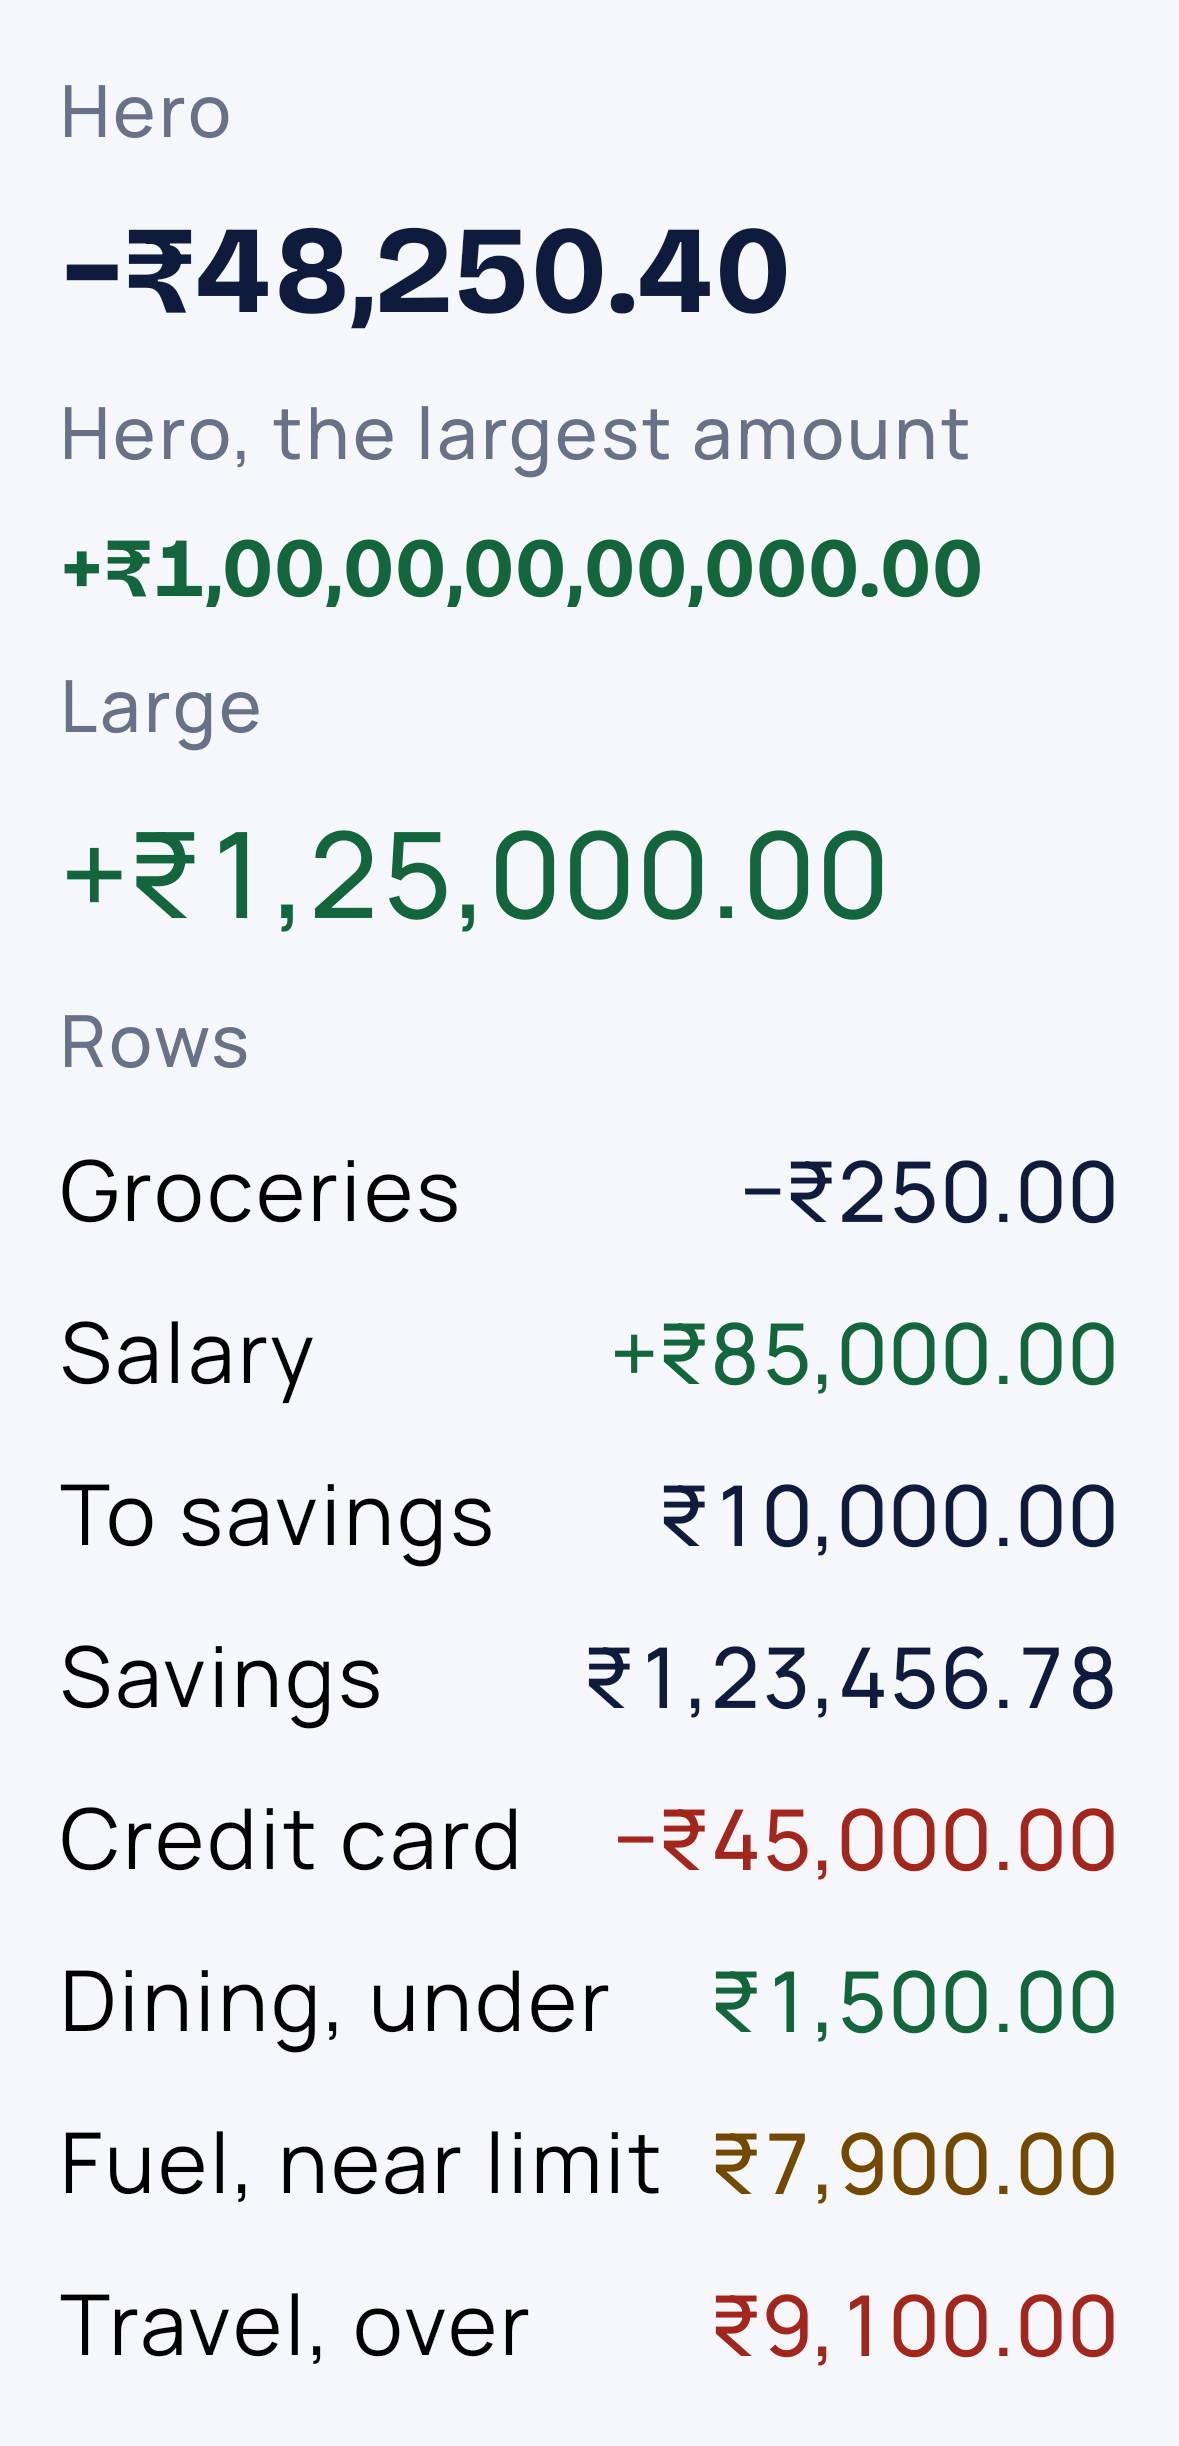 Hero
−₹48,250.40
Hero, the largest amount
+₹1,00,00,00,00,000.00
Large
+₹1,25,000.00
Rows
Groceries −₹250.00
Salary +₹85,000.00
To savings ₹10,000.00
Savings ₹1,23,456.78
Credit card −₹45,000.00
Dining, under ₹1,500.00
Fuel, near limit ₹7,900.00
Travel, over ₹9,100.00